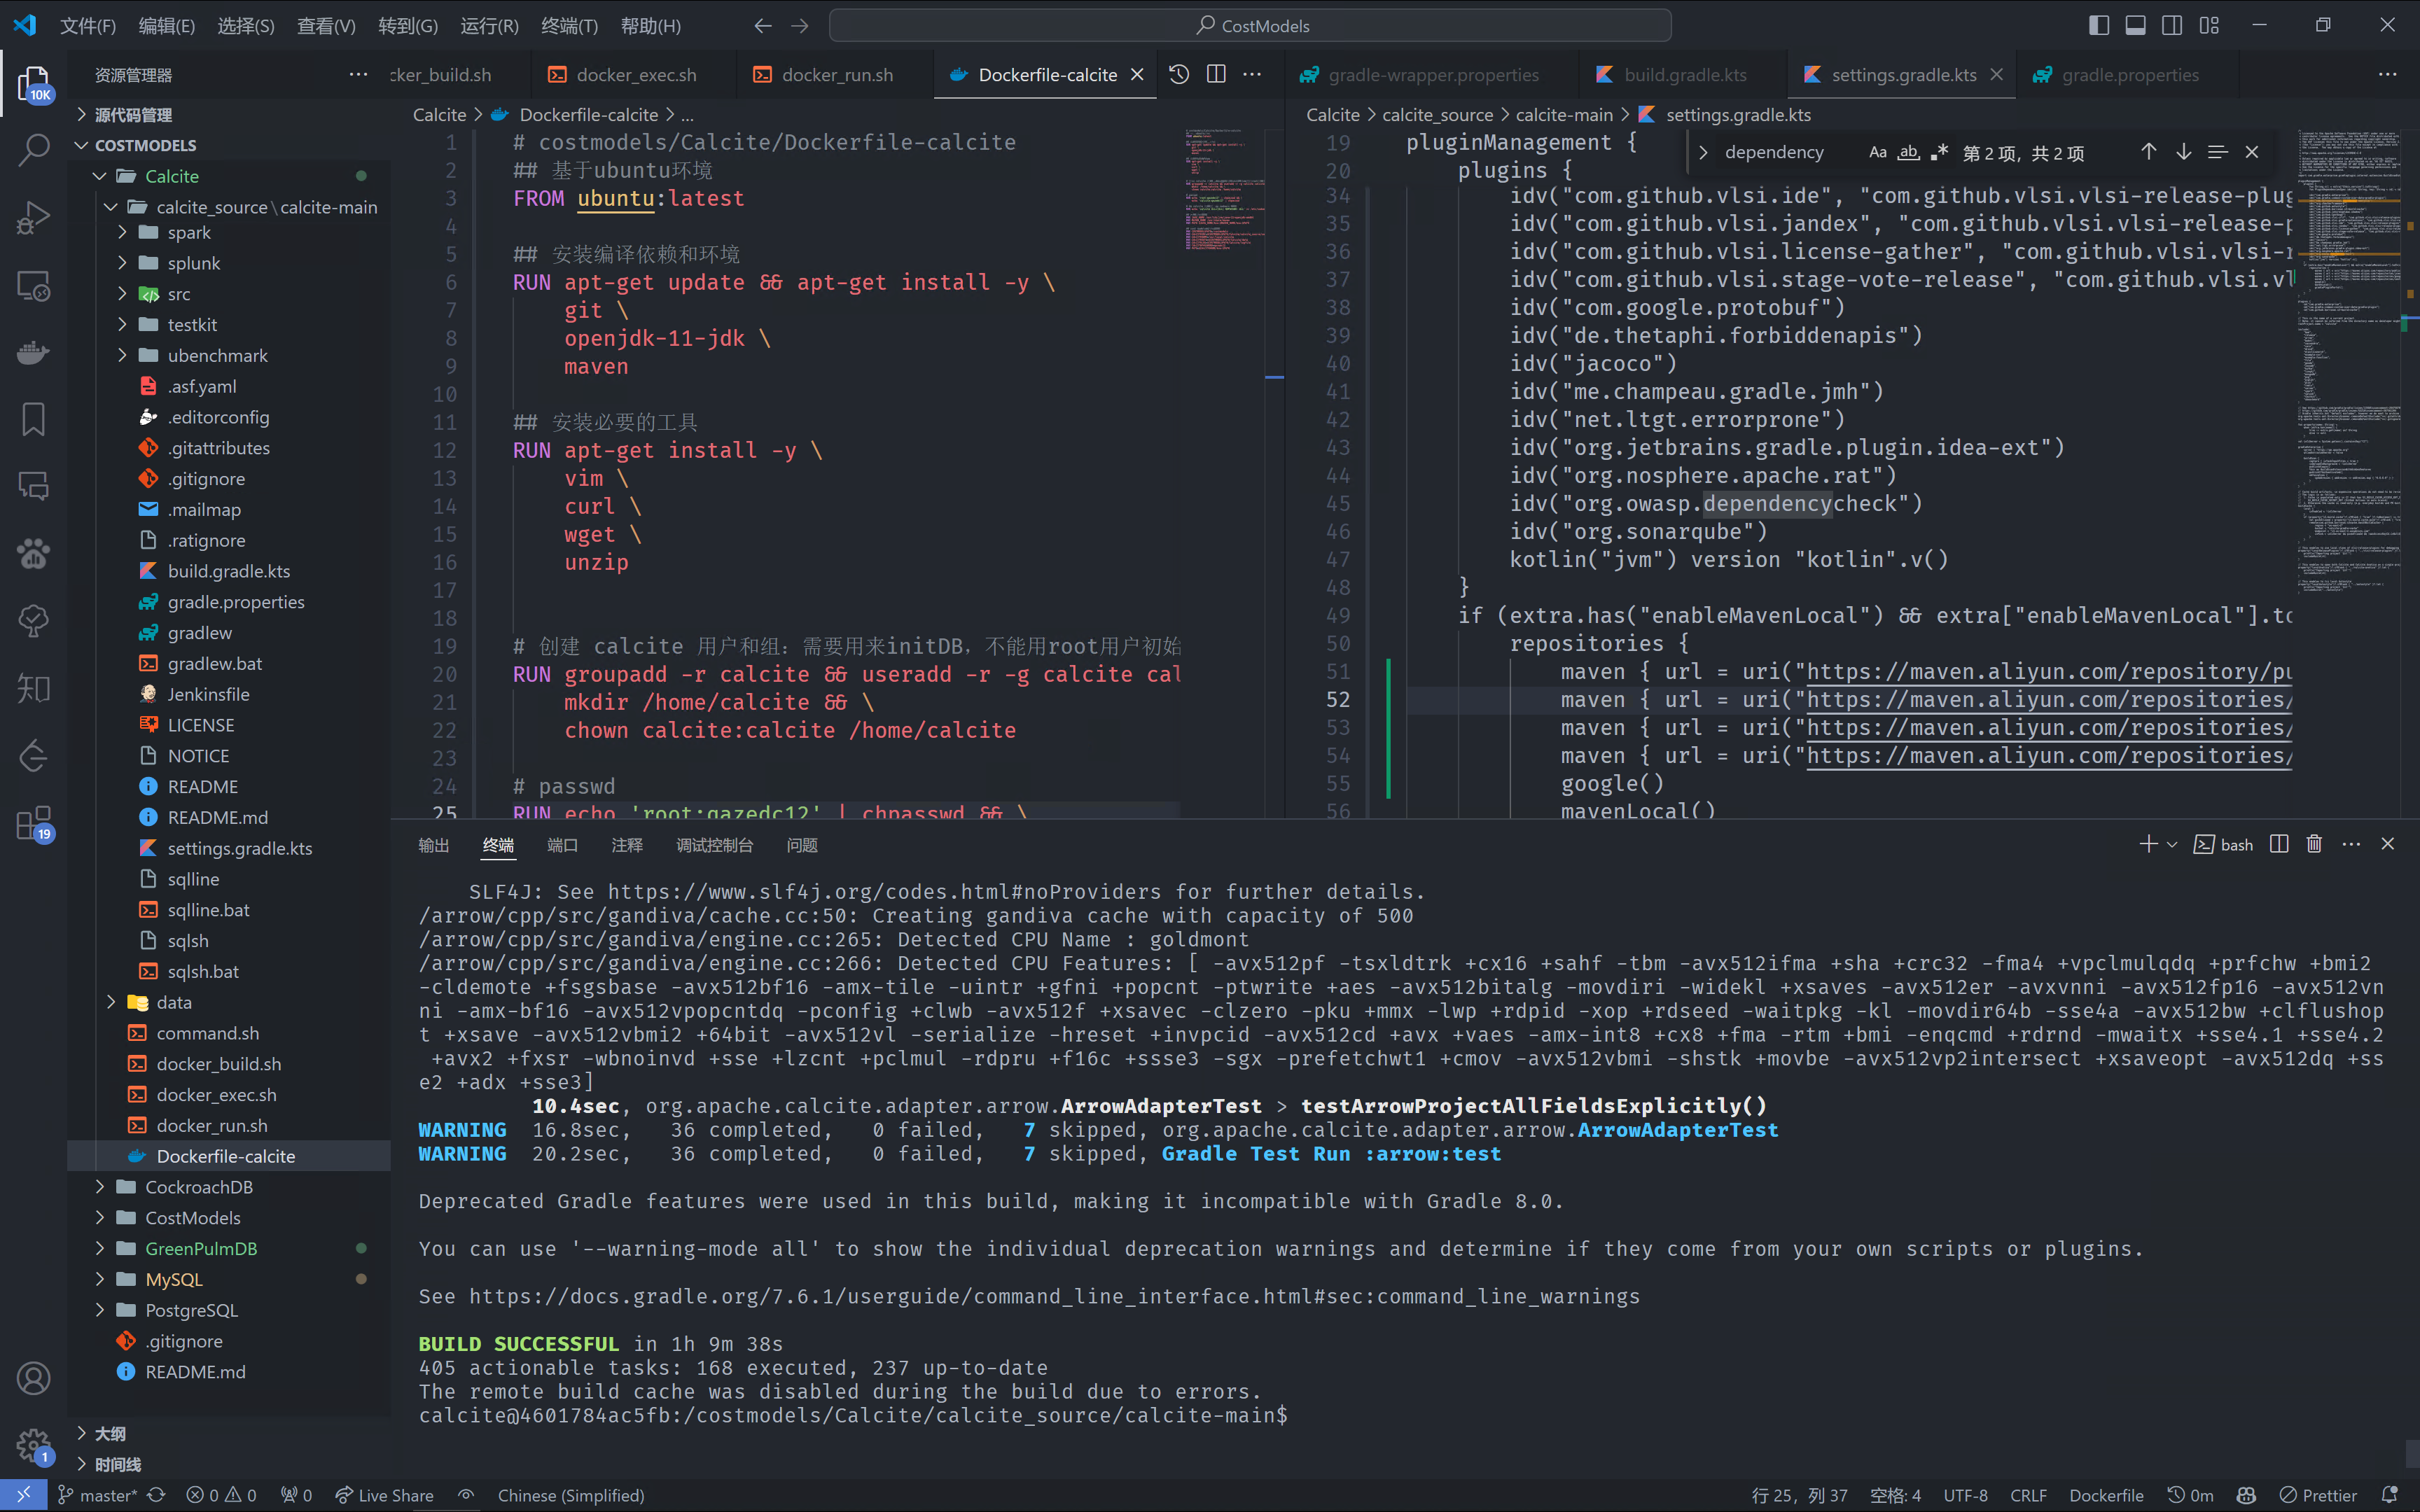 文件(F) 编辑(E) 选择(S) 查看(V) 转到(G) 运行(R) 终端(T) 帮助(H)
CostModels
资源管理器
源代码管理
COSTMODELS
Calcite
calcite_source\calcite-main
spark
splunk
src
testkit
ubenchmark
.asf.yaml
.editorconfig
.gitattributes
.gitignore
.mailmap
.ratignore
build.gradle.kts
gradle.properties
gradlew
gradlew.bat
Jenkinsfile
LICENSE
NOTICE
README
README.md
settings.gradle.kts
sqlline
sqlline.bat
sqlsh
sqlsh.bat
data
command.sh
docker_build.sh
docker_exec.sh
docker_run.sh
Dockerfile-calcite
CockroachDB
CostModels
GreenPulmDB
MySQL
PostgreSQL
.gitignore
README.md
大纲
时间线
10K
知
19
1
cker_build.sh docker_exec.sh docker_run.sh Dockerfile-calcite
Calcite > Dockerfile-calcite > ...
1 # costmodels/Calcite/Dockerfile-calcite
2 ## 基于ubuntu环境
3 FROM ubuntu:latest
4
5 ## 安装编译依赖和环境
6 RUN apt-get update && apt-get install -y \
7 git \
8 openjdk-11-jdk \
9 maven
10
11 ## 安装必要的工具
12 RUN apt-get install -y \
13 vim \
14 curl \
15 wget \
16 unzip
17
18
19 # 创建 calcite 用户和组：需要用来initDB，不能用root用户初始
20 RUN groupadd -r calcite && useradd -r -g calcite cal
21 mkdir /home/calcite && \
22 chown calcite:calcite /home/calcite
23
24 # passwd
25 RUN echo 'root:qazedc12' | chpasswd && \
gradle-wrapper.properties build.gradle.kts settings.gradle.kts gradle.properties
Calcite > calcite_source > calcite-main > settings.gradle.kts
dependency Aa ab .* 第 2 项，共 2 项
19 pluginManagement {
20 plugins {
34 idv("com.github.vlsi.ide", "com.github.vlsi.vlsi-release-plug
35 idv("com.github.vlsi.jandex", "com.github.vlsi.vlsi-release-p
36 idv("com.github.vlsi.license-gather", "com.github.vlsi.vlsi-r
37 idv("com.github.vlsi.stage-vote-release", "com.github.vlsi.vl
38 idv("com.google.protobuf")
39 idv("de.thetaphi.forbiddenapis")
40 idv("jacoco")
41 idv("me.champeau.gradle.jmh")
42 idv("net.ltgt.errorprone")
43 idv("org.jetbrains.gradle.plugin.idea-ext")
44 idv("org.nosphere.apache.rat")
45 idv("org.owasp.dependencycheck")
46 idv("org.sonarqube")
47 kotlin("jvm") version "kotlin".v()
48 }
49 if (extra.has("enableMavenLocal") && extra["enableMavenLocal"].to
50 repositories {
51 maven { url = uri("https://maven.aliyun.com/repository/pu
52 maven { url = uri("https://maven.aliyun.com/repositories/
53 maven { url = uri("https://maven.aliyun.com/repositories/
54 maven { url = uri("https://maven.aliyun.com/repositories/
55 google()
56 mavenLocal()
输出 终端 端口 注释 调试控制台 问题
bash
SLF4J: See https://www.slf4j.org/codes.html#noProviders for further details.
/arrow/cpp/src/gandiva/cache.cc:50: Creating gandiva cache with capacity of 500
/arrow/cpp/src/gandiva/engine.cc:265: Detected CPU Name : goldmont
/arrow/cpp/src/gandiva/engine.cc:266: Detected CPU Features: [ -avx512pf -tsxldtrk +cx16 +sahf -tbm -avx512ifma +sha +crc32 -fma4 +vpclmulqdq +prfchw +bmi2
-cldemote +fsgsbase -avx512bf16 -amx-tile -uintr +gfni +popcnt -ptwrite +aes -avx512bitalg -movdiri -widekl +xsaves -avx512er -avxvnni -avx512fp16 -avx512vn
ni -amx-bf16 -avx512vpopcntdq -pconfig +clwb -avx512f +xsavec -clzero -pku +mmx -lwp +rdpid -xop +rdseed -waitpkg -kl -movdir64b -sse4a -avx512bw +clflushop
t +xsave -avx512vbmi2 +64bit -avx512vl -serialize -hreset +invpcid -avx512cd +avx +vaes -amx-int8 +cx8 +fma -rtm +bmi -enqcmd +rdrnd -mwaitx +sse4.1 +sse4.2
+avx2 +fxsr -wbnoinvd +sse +lzcnt +pclmul -rdpru +f16c +ssse3 -sgx -prefetchwt1 +cmov -avx512vbmi -shstk +movbe -avx512vp2intersect +xsaveopt -avx512dq +ss
e2 +adx +sse3]
10.4sec, org.apache.calcite.adapter.arrow.ArrowAdapterTest > testArrowProjectAllFieldsExplicitly()
WARNING 16.8sec, 36 completed, 0 failed, 7 skipped, org.apache.calcite.adapter.arrow.ArrowAdapterTest
WARNING 20.2sec, 36 completed, 0 failed, 7 skipped, Gradle Test Run :arrow:test
Deprecated Gradle features were used in this build, making it incompatible with Gradle 8.0.
You can use '--warning-mode all' to show the individual deprecation warnings and determine if they come from your own scripts or plugins.
See https://docs.gradle.org/7.6.1/userguide/command_line_interface.html#sec:command_line_warnings
BUILD SUCCESSFUL in 1h 9m 38s
405 actionable tasks: 168 executed, 237 up-to-date
The remote build cache was disabled during the build due to errors.
calcite@4601784ac5fb:/costmodels/Calcite/calcite_source/calcite-main$
master* 0 0 0 Live Share Chinese (Simplified) 行 25，列 37 空格: 4 UTF-8 CRLF Dockerfile 0m Prettier